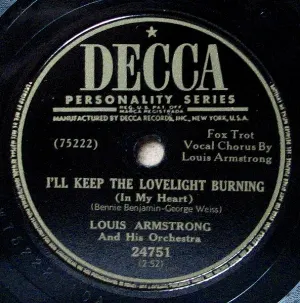 DECCA
PERSONALITY SERIES
REG. U.S. PAT. OFF.
MARCA REGISTRADA
MANUFACTURED BY DECCA RECORDS, INC., NEW YORK, U.S.A.
(75222)
Fox Trot
Vocal Chorus By
Louis Armstrong
I'LL KEEP THE LOVELIGHT BURNING
(In My Heart)
(Bennie Benjamin-George Weiss)
LOUIS ARMSTRONG
And His Orchestra
24751
(2 52)